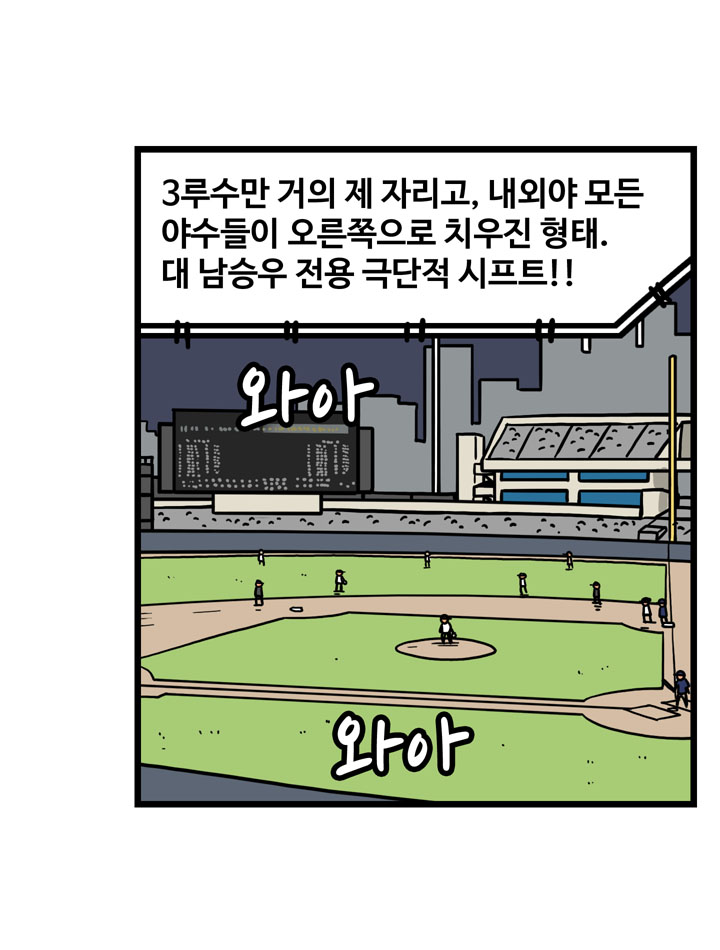 3루수만 거의 제 자리고, 내외야 모든
야수들이 오른쪽으로 치우진 형태.
대 남승우 전용 극단적 시프트!!
와아
와아